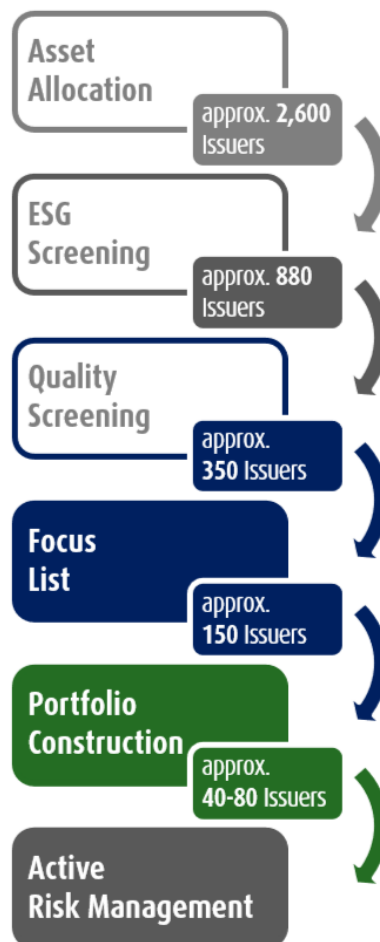 Asset
Allocation
approx. 2,600
Issuers
ESG
Screening
approx. 880
Issuers
Quality
Screening
approx.
350 Issuers
Focus
List
approx.
150 Issuers
Portfolio
Construction
approx.
40-80 Issuers
Active
Risk Management